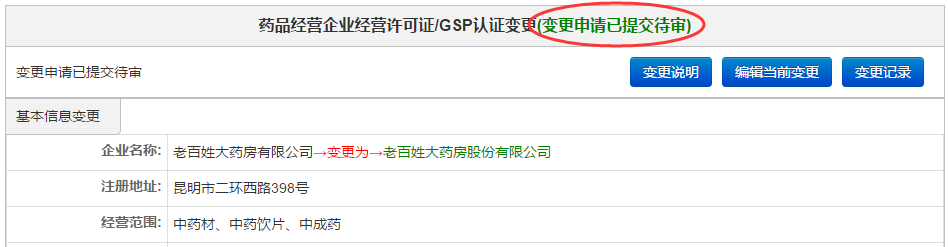 药品经营企业经营许可证/GSP认证变更(变更申请已提交待审)
变更申请已提交待审 变更说明 编辑当前变更 变更记录
基本信息变更
企业名称: 老百姓大药房有限公司→变更为→老百姓大药房股份有限公司
注册地址: 昆明市二环西路398号
经营范围: 中药材、中药饮片、中成药